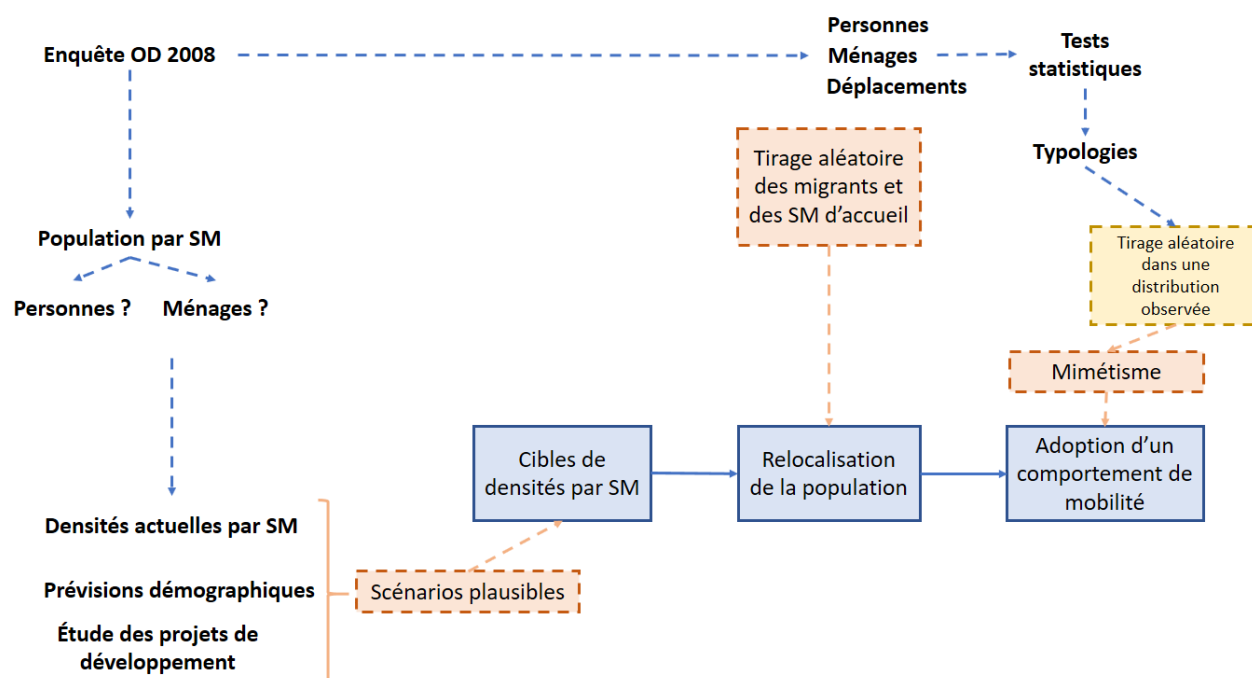 Enquête OD 2008
Personnes
Ménages
Déplacements
Tests
statistiques
Typologies
Tirage aléatoire
des migrants et
des SM d’accueil
Tirage aléatoire
dans une
distribution
observée
Population par SM
Personnes ?
Ménages ?
Mimétisme
Cibles de
densités par SM
Relocalisation
de la population
Adoption d’un
comportement de
mobilité
Densités actuelles par SM
Prévisions démographiques
Étude des projets de
développement
Scénarios plausibles